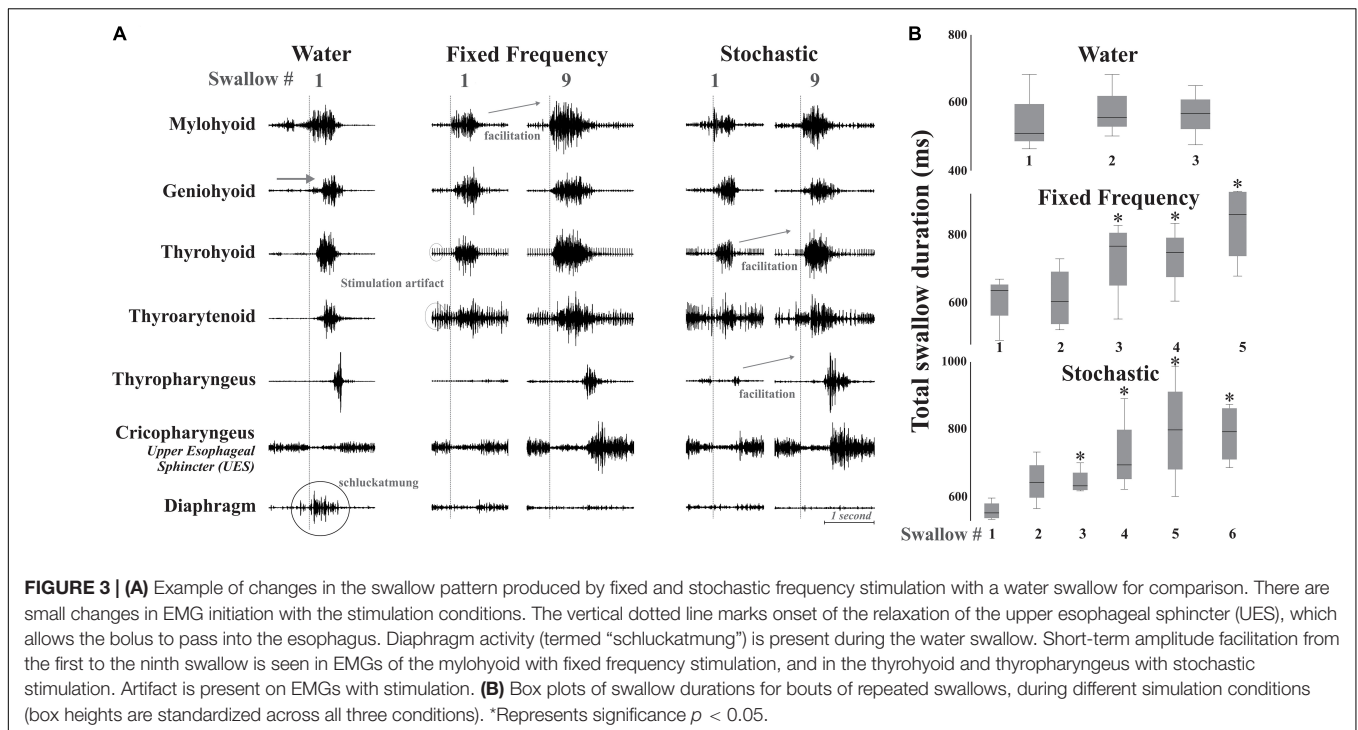 A
Water Fixed Frequency Stochastic
Swallow # 1 1 9 1 9
Mylohyoid
facilitation
Geniohyoid
Thyrohyoid
facilitation
Stimulation artifact
Thyroarytenoid
Thyropharyngeus
facilitation
Cricopharyngeus
Upper Esophageal
Sphincter (UES)
schluckatmung
Diaphragm
1 second
B
Total swallow duration (ms)
800
Water
600
400
1 2 3
Fixed Frequency
* * *
800
600
1 2 3 4 5
1000
Stochastic
* * * *
800
600
Swallow # 1 2 3 4 5 6
FIGURE 3 | (A) Example of changes in the swallow pattern produced by fixed and stochastic frequency stimulation with a water swallow for comparison. There are
small changes in EMG initiation with the stimulation conditions. The vertical dotted line marks onset of the relaxation of the upper esophageal sphincter (UES), which
allows the bolus to pass into the esophagus. Diaphragm activity (termed “schluckatmung”) is present during the water swallow. Short-term amplitude facilitation from
the first to the ninth swallow is seen in EMGs of the mylohyoid with fixed frequency stimulation, and in the thyrohyoid and thyropharyngeus with stochastic
stimulation. Artifact is present on EMGs with stimulation. (B) Box plots of swallow durations for bouts of repeated swallows, during different simulation conditions
(box heights are standardized across all three conditions). *Represents significance p < 0.05.